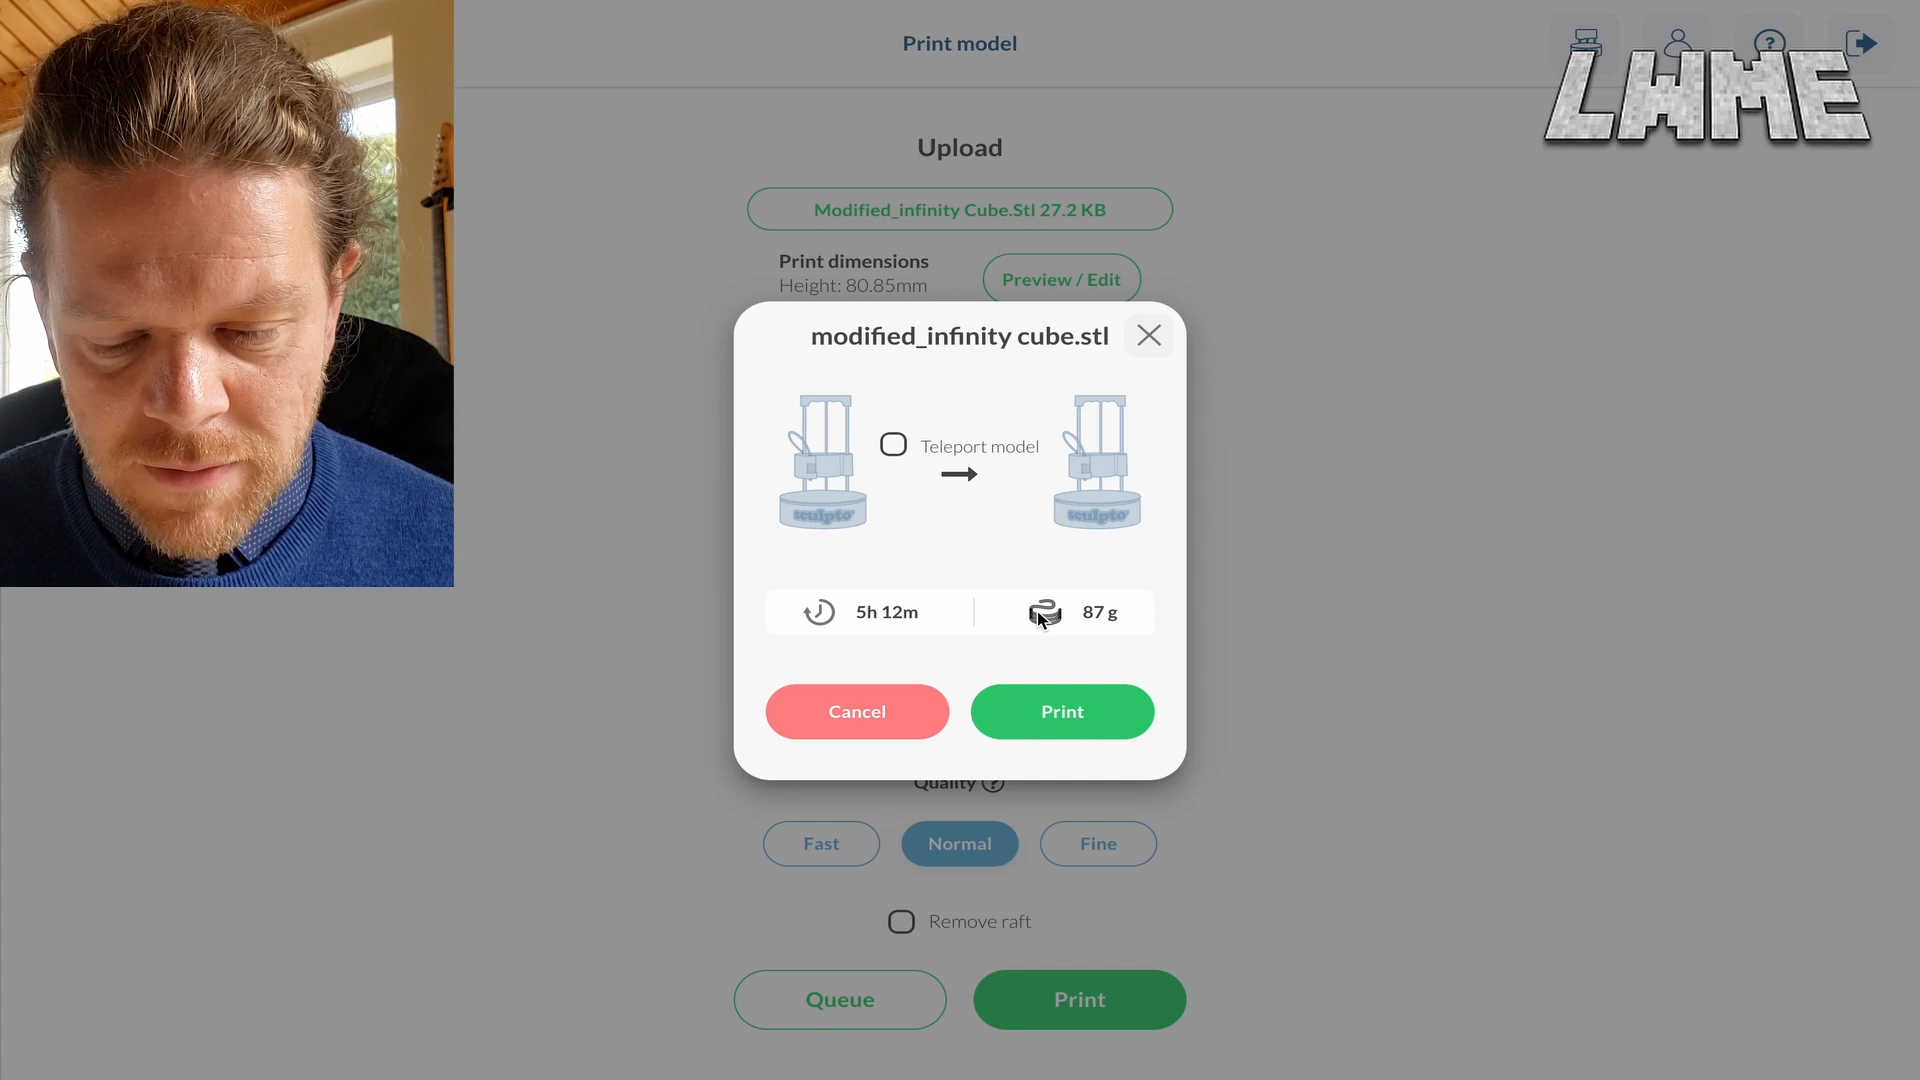 Print model
LWME
Upload
Modified_infinity Cube.Stl 27.2 KB
Print dimensions
Height: 80.85mm
Preview / Edit
modified_infinity cube.stl
Teleport model
sculpto
sculpto
5h 12m
87 g
Cancel
Print
Quality
Fast
Normal
Fine
Remove raft
Queue
Print